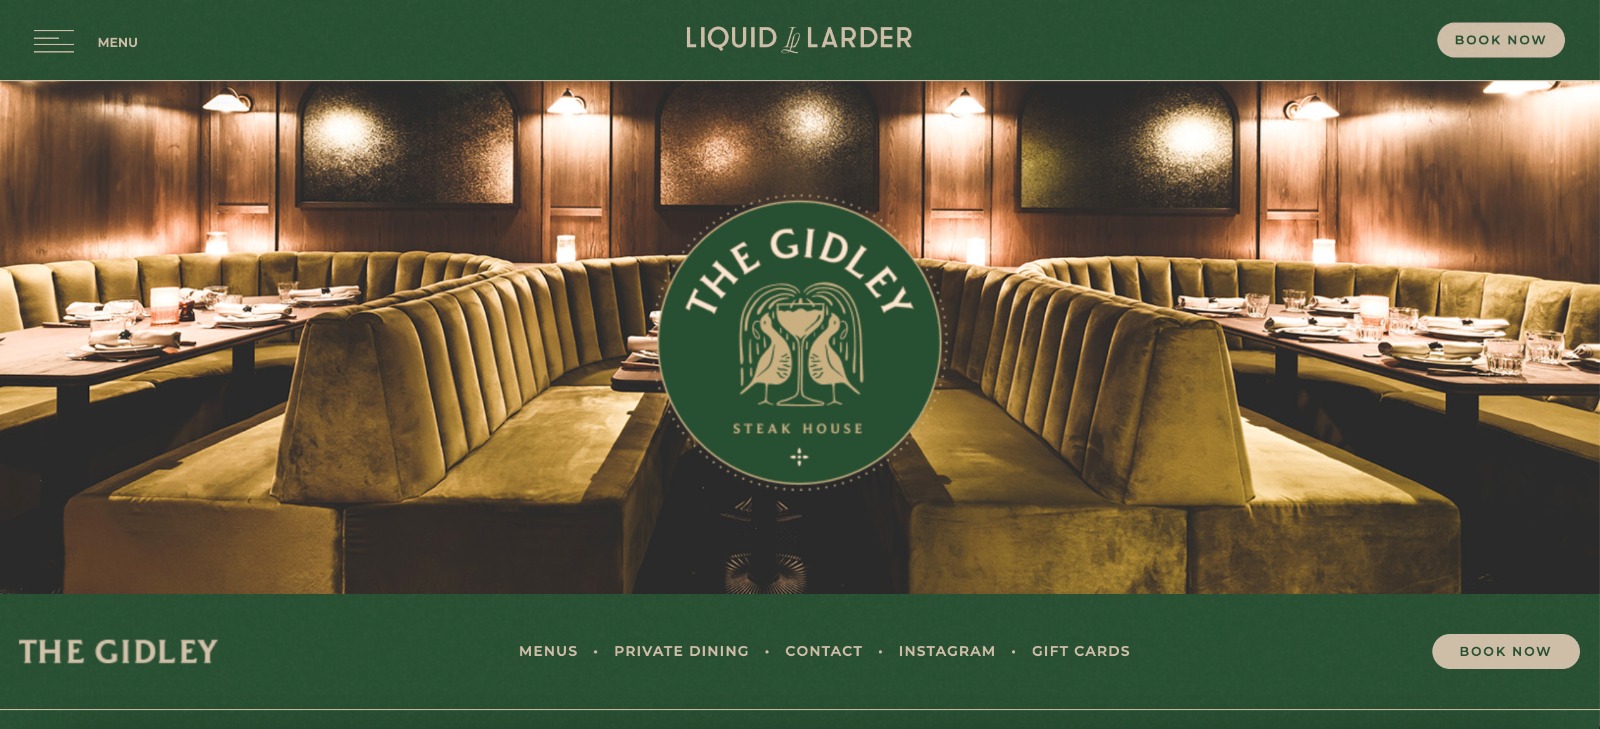 MENU
LIQUID LL LARDER
BOOK NOW
THE GIDLEY
STEAK HOUSE
THE GIDLEY
MENUS • PRIVATE DINING • CONTACT • INSTAGRAM • GIFT CARDS
BOOK NOW